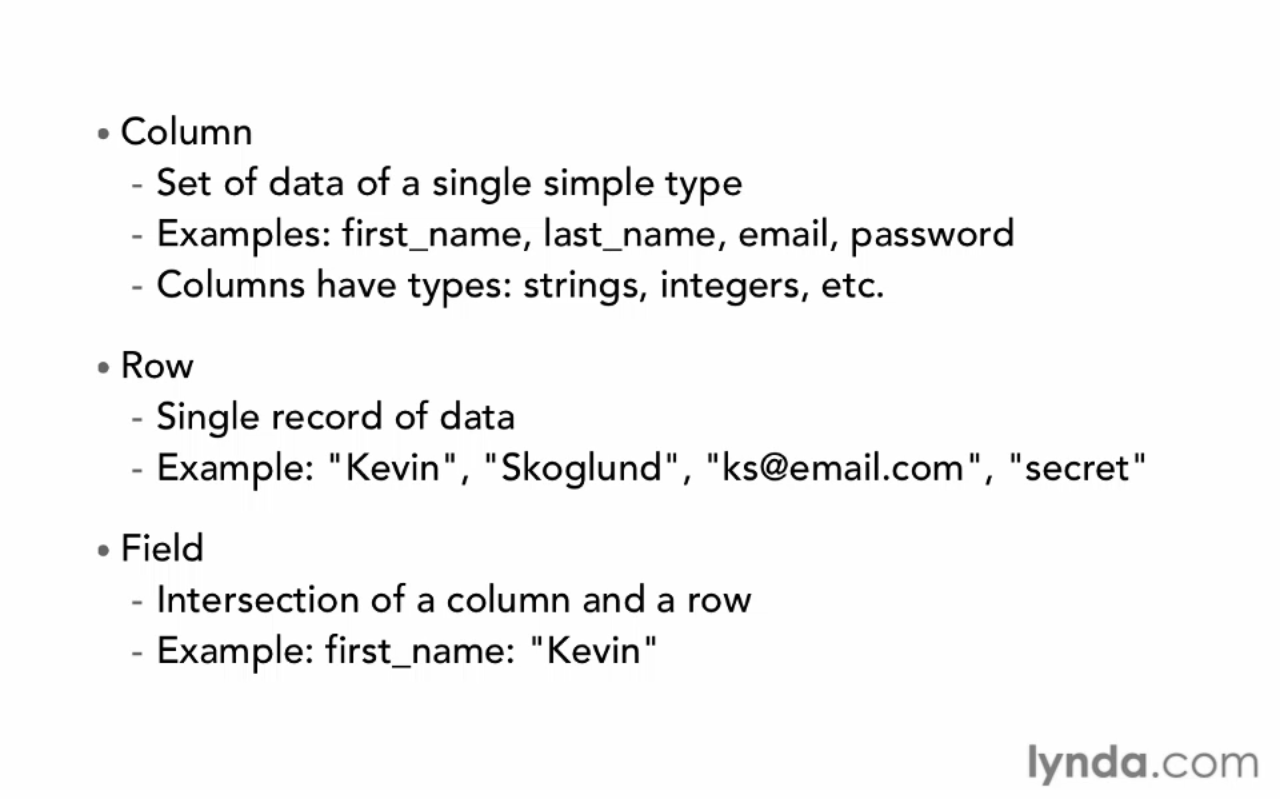 • Column
- Set of data of a single simple type
- Examples: first_name, last_name, email, password
- Columns have types: strings, integers, etc.
• Row
- Single record of data
- Example: "Kevin", "Skoglund", "ks@email.com", "secret"
• Field
- Intersection of a column and a row
- Example: first_name: "Kevin"
lynda.com